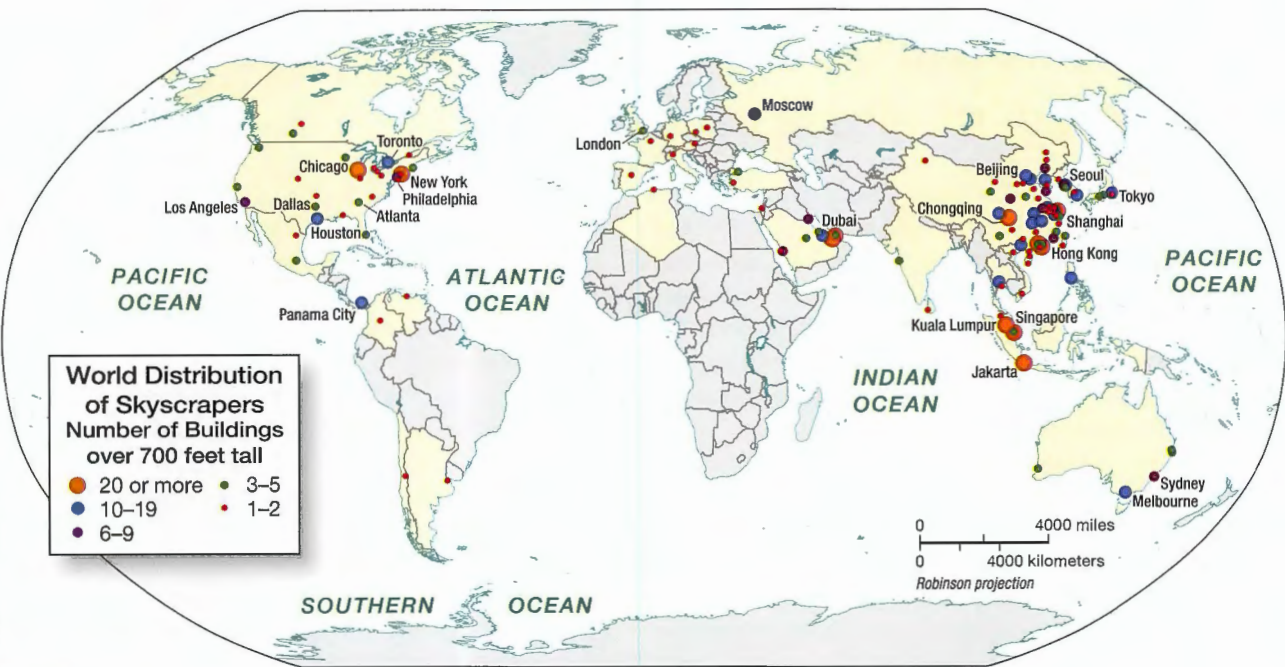 Moscow
London
Toronto
Chicago
New York
Philadelphia
Los Angeles
Dallas
Atlanta
Houston
Beijing
Seoul
Tokyo
Chongqing
Shanghai
Dubai
Hong Kong
PACIFIC
OCEAN
ATLANTIC
OCEAN
PACIFIC
OCEAN
Panama City
Kuala Lumpur
Singapore
Jakarta
INDIAN
OCEAN
World Distribution
of Skyscrapers
Number of Buildings
over 700 feet tall
20 or more
3–5
10–19
1–2
6–9
Sydney
Melbourne
0 4000 miles
0 4000 kilometers
Robinson projection
SOUTHERN OCEAN